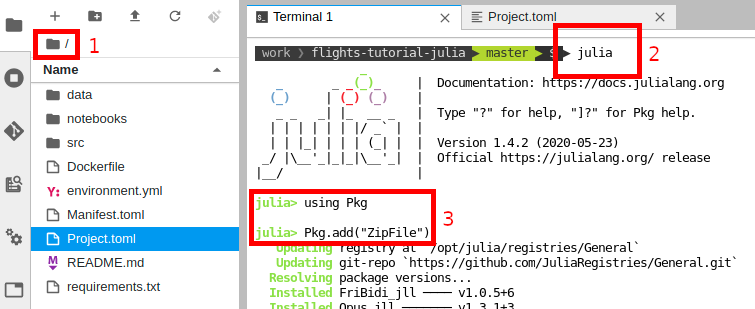 Terminal 1
Project.toml
/
1
Name
data
notebooks
src
Dockerfile
Y: environment.yml
Manifest.toml
Project.toml
README.md
requirements.txt
work flights-tutorial-julia master $ julia
2
Documentation: https://docs.julialang.org
Type "?" for help, "]?" for Pkg help.
Version 1.4.2 (2020-05-23)
Official https://julialang.org/ release
julia> using Pkg
3
julia> Pkg.add("ZipFile")
Updating registry at `/opt/julia/registries/General`
Updating git-repo `https://github.com/JuliaRegistries/General.git`
Resolving package versions...
Installed FriBidi_jll ──── v1.0.5+6
Installed Opus_jll ─────── v1.3.1+3